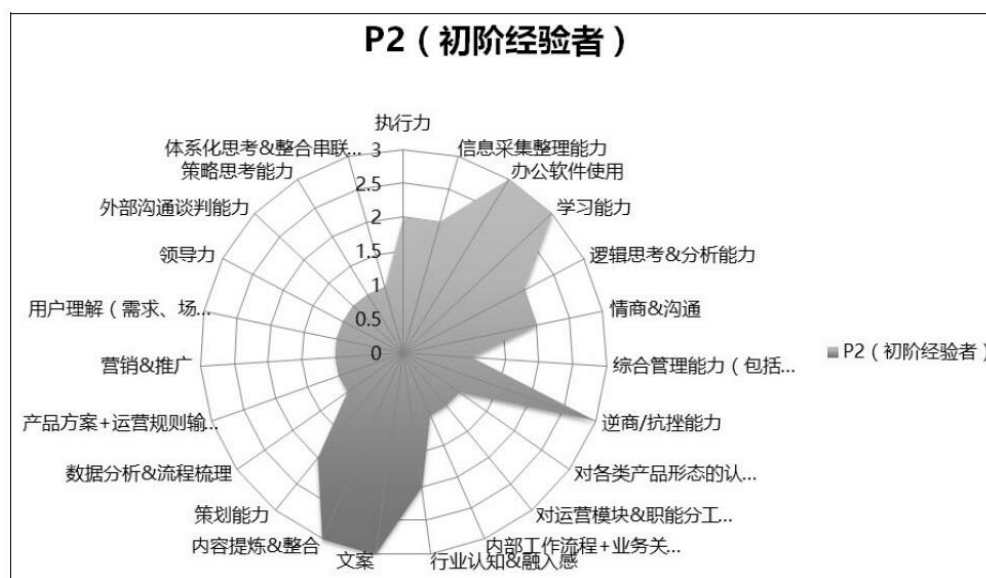 P2（初阶经验者）
执行力
信息采集整理能力
办公软件使用
学习能力
逻辑思考&分析能力
情商&沟通
综合管理能力（包括…
逆商/抗挫能力
对各类产品形态的认…
对运营模块&职能分工…
内部工作流程+业务关…
行业认知&融入感
文案
内容提炼&整合
策划能力
数据分析&流程梳理
产品方案+运营规则输…
营销&推广
用户理解（需求、场…
领导力
外部沟通谈判能力
策略思考能力
体系化思考&整合串联…
3
2.5
2
1.5
1
0.5
0
P2（初阶经验者）